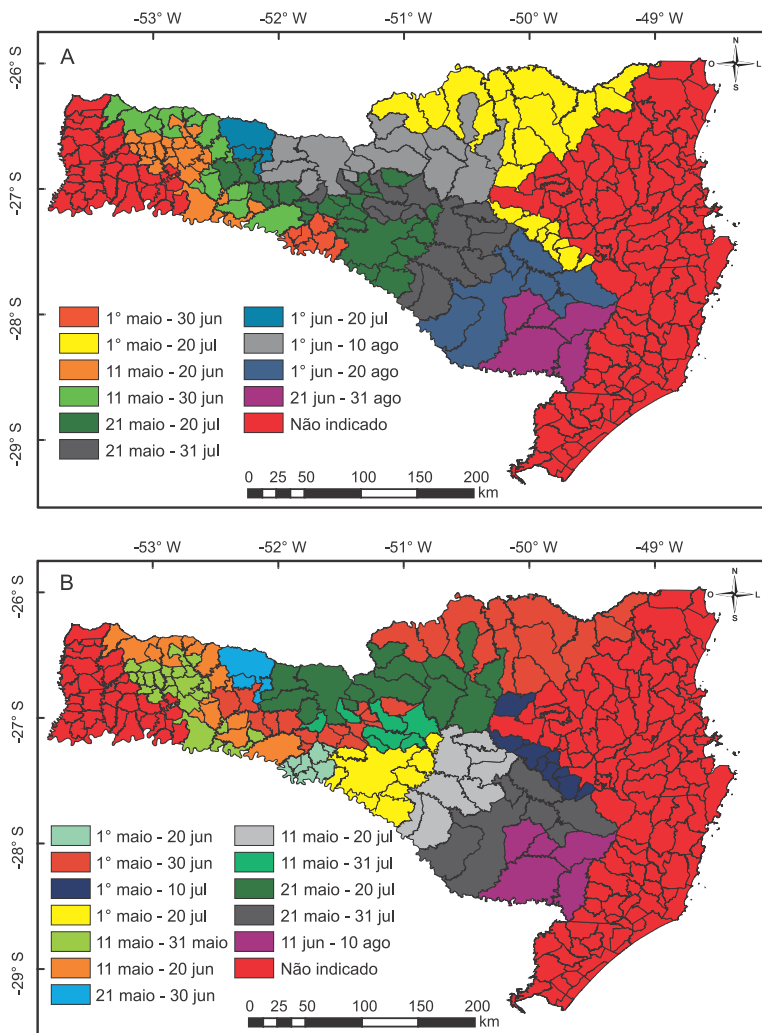 -53° W -52° W -51° W -50° W -49° W
A
N
O L
S
-26° S
-27° S
-28° S
-29° S
1° maio - 30 jun
1° maio - 20 jul
11 maio - 20 jun
11 maio - 30 jun
21 maio - 20 jul
21 maio - 31 jul
1° jun - 20 jul
1° jun - 10 ago
1° jun - 20 ago
21 jun - 31 ago
Não indicado
0 25 50 100 150 200
km
-53° W -52° W -51° W -50° W -49° W
B
N
O L
S
-26° S
-27° S
-28° S
-29° S
1° maio - 20 jun
1° maio - 30 jun
1° maio - 10 jul
1° maio - 20 jul
11 maio - 31 maio
11 maio - 20 jun
21 maio - 30 jun
11 maio - 20 jul
11 maio - 31 jul
21 maio - 20 jul
21 maio - 31 jul
11 jun - 10 ago
Não indicado
0 25 50 100 150 200
km